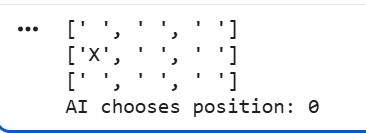 [' ', ' ', ' ']
['X', ' ', ' ']
[' ', ' ', ' ']
AI chooses position: 0